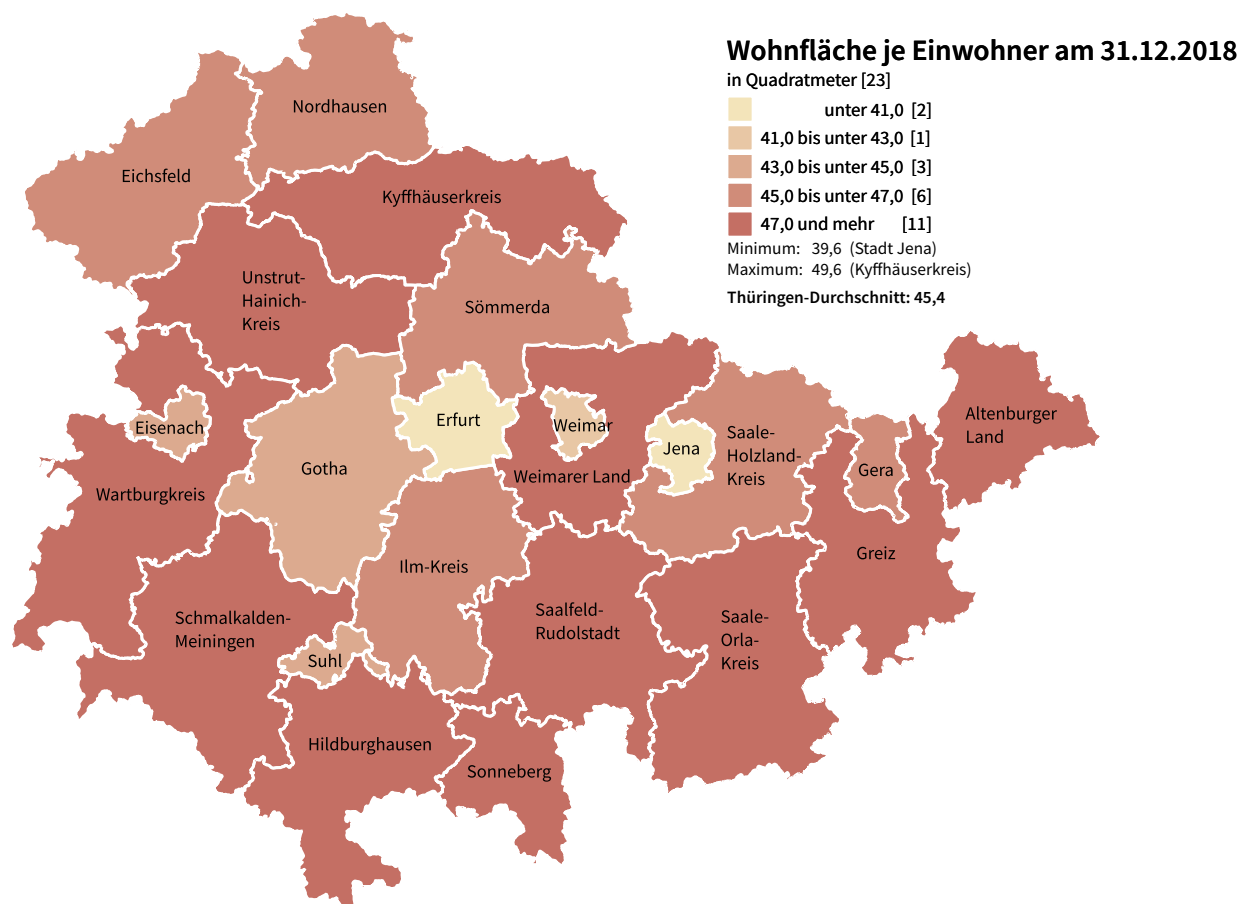 Wohnfläche je Einwohner am 31.12.2018
in Quadratmeter [23]
unter 41,0 [2]
41,0 bis unter 43,0 [1]
43,0 bis unter 45,0 [3]
45,0 bis unter 47,0 [6]
47,0 und mehr [11]
Minimum: 39,6 (Stadt Jena)
Maximum: 49,6 (Kyffhäuserkreis)
Thüringen-Durchschnitt: 45,4
Nordhausen
Eichsfeld
Kyffhäuserkreis
Unstrut-
Hainich-
Kreis
Sömmerda
Eisenach
Erfurt
Weimar
Jena
Saale-
Holzland-
Kreis
Altenburger
Land
Gotha
Gera
Weimarer Land
Wartburgkreis
Greiz
Ilm-Kreis
Schmalkalden-
Meiningen
Saalfeld-
Rudolstadt
Saale-
Orla-
Kreis
Suhl
Hildburghausen
Sonneberg